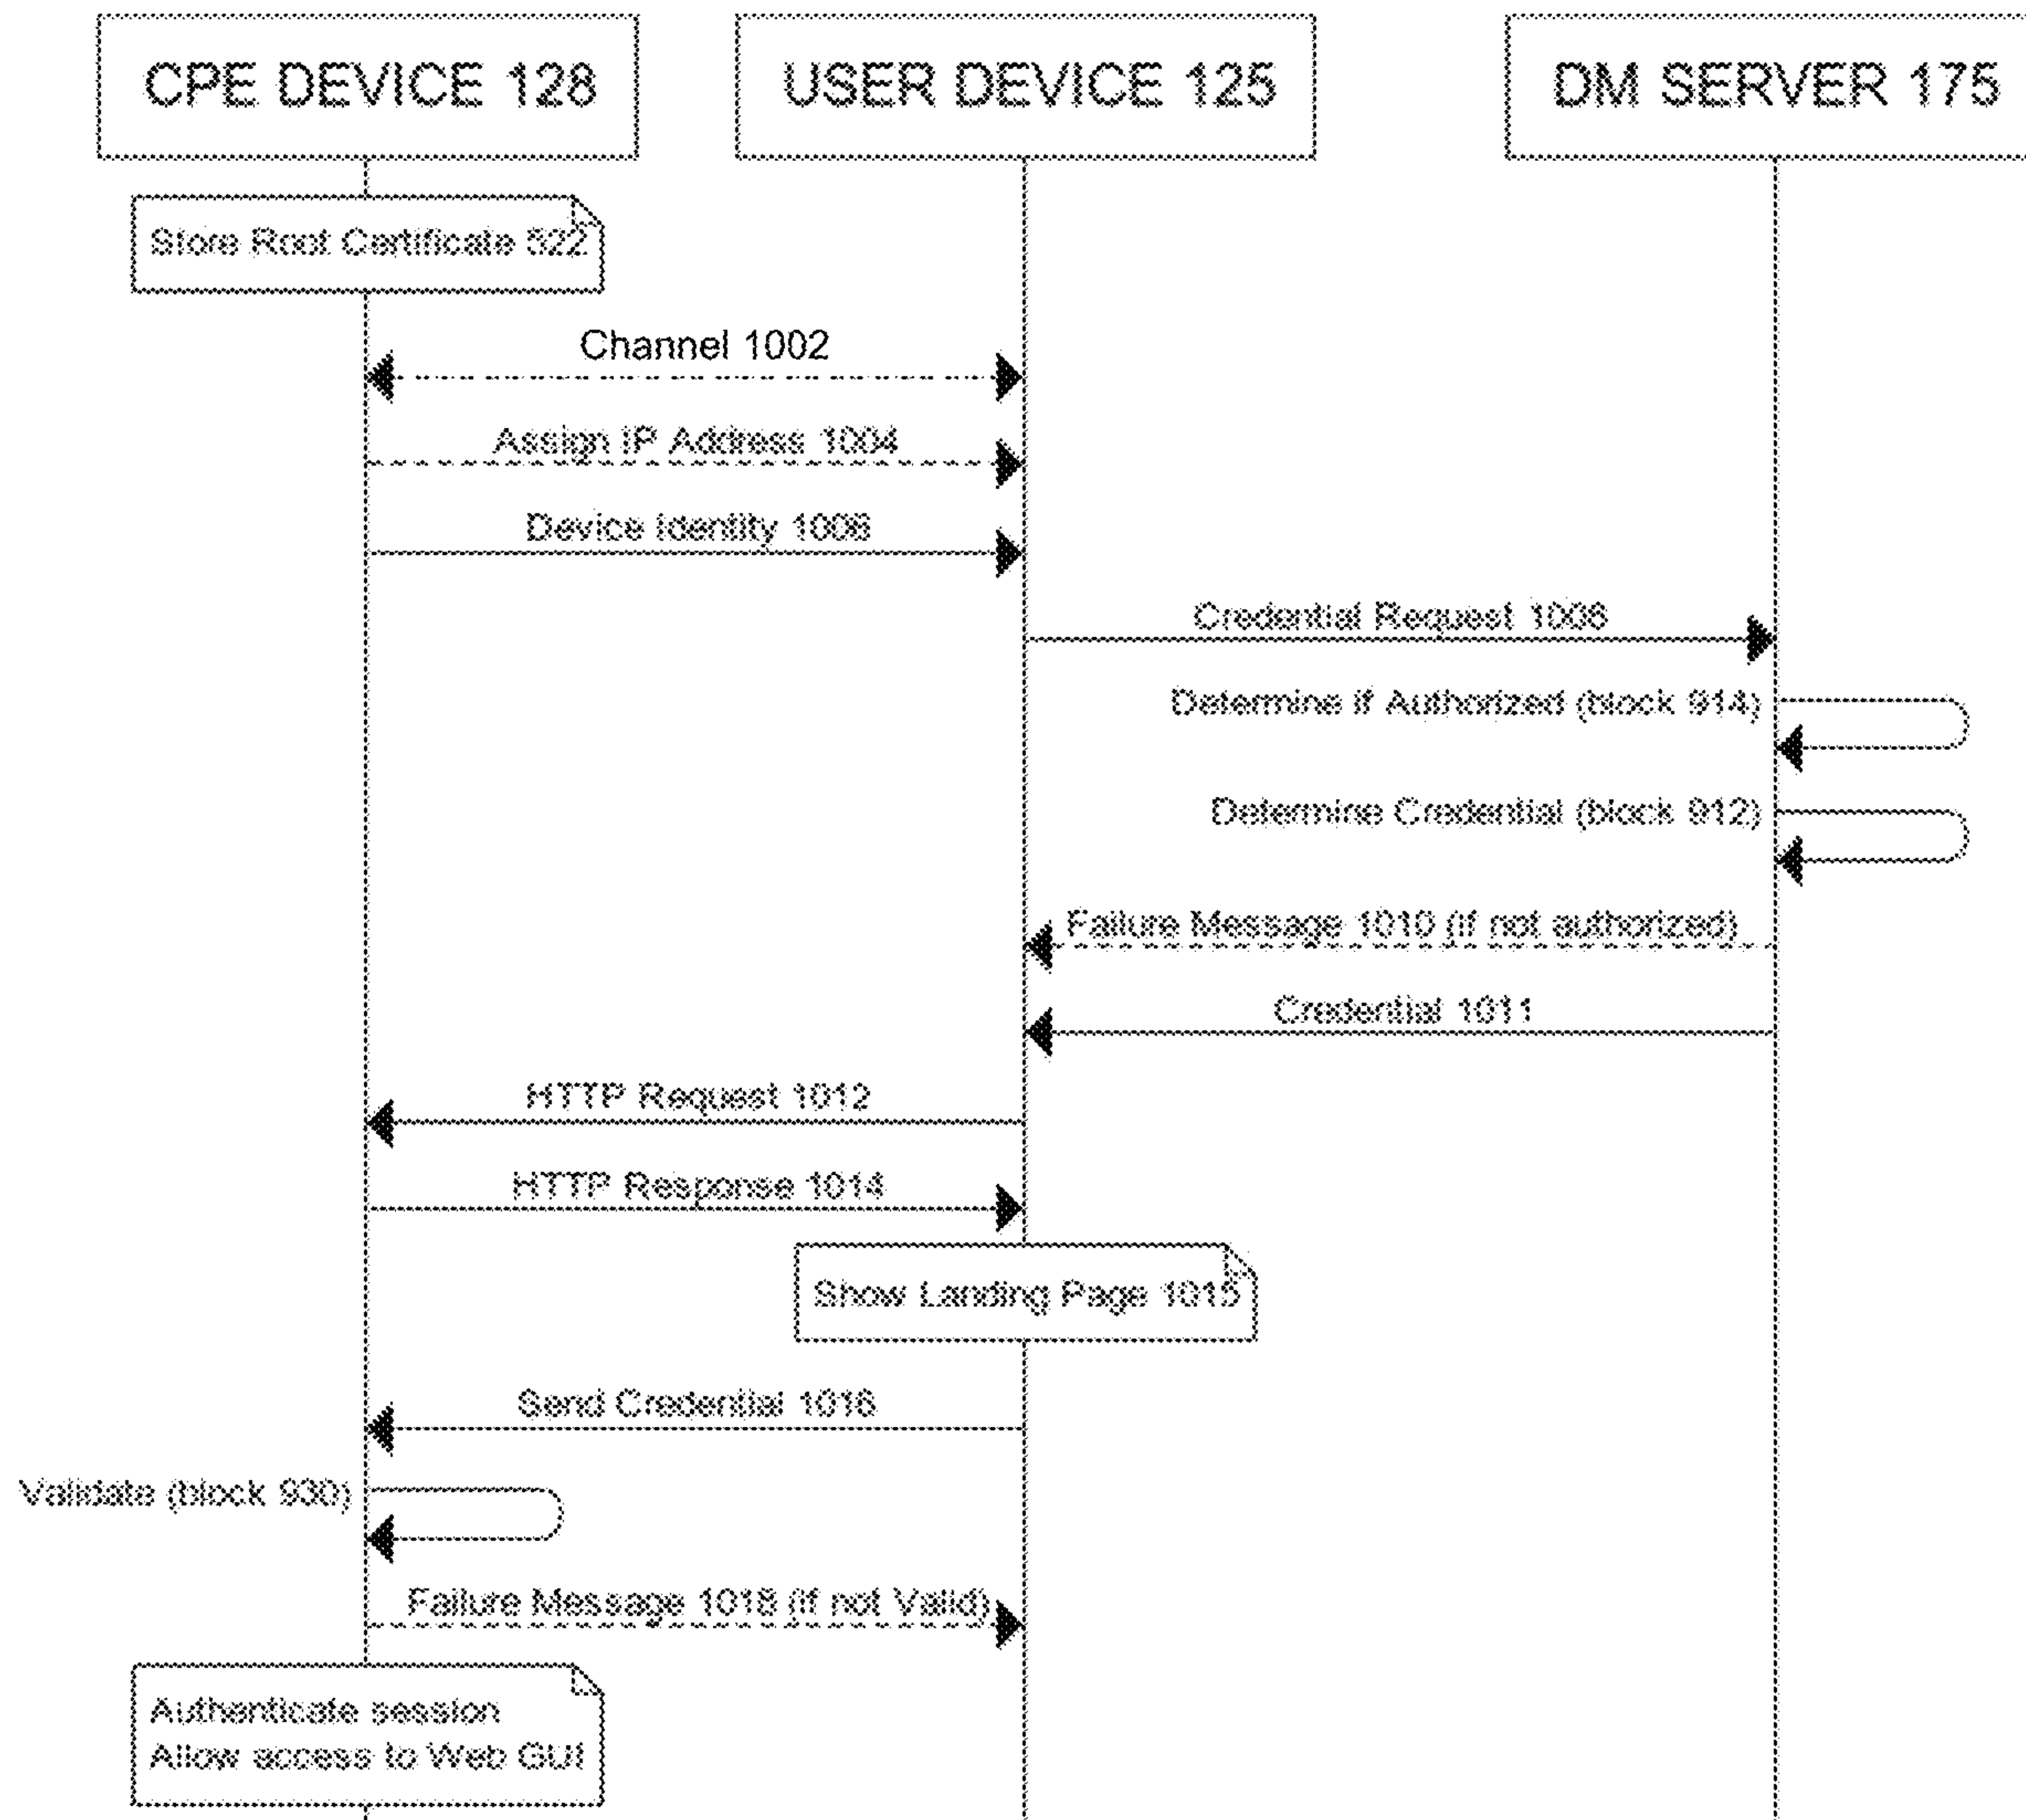 CPE DEVICE 128
USER DEVICE 125
DM SERVER 175
Store Root Certificate
Channel 1002
Assign IP Address 1004
Device Identity 1006
Credential Request 1008
Determine if Authorized (block 914)
Determine Credential (block 912)
Failure Message 1010 (if not authorized)
Credential 1011
HTTP Request 1012
HTTP Response 1014
Show Landing Page 1015
Send Credential 1016
Validate (block 930)
Failure Message 1018 (if not Valid)
Authenticate session
Allow access to Web GUI